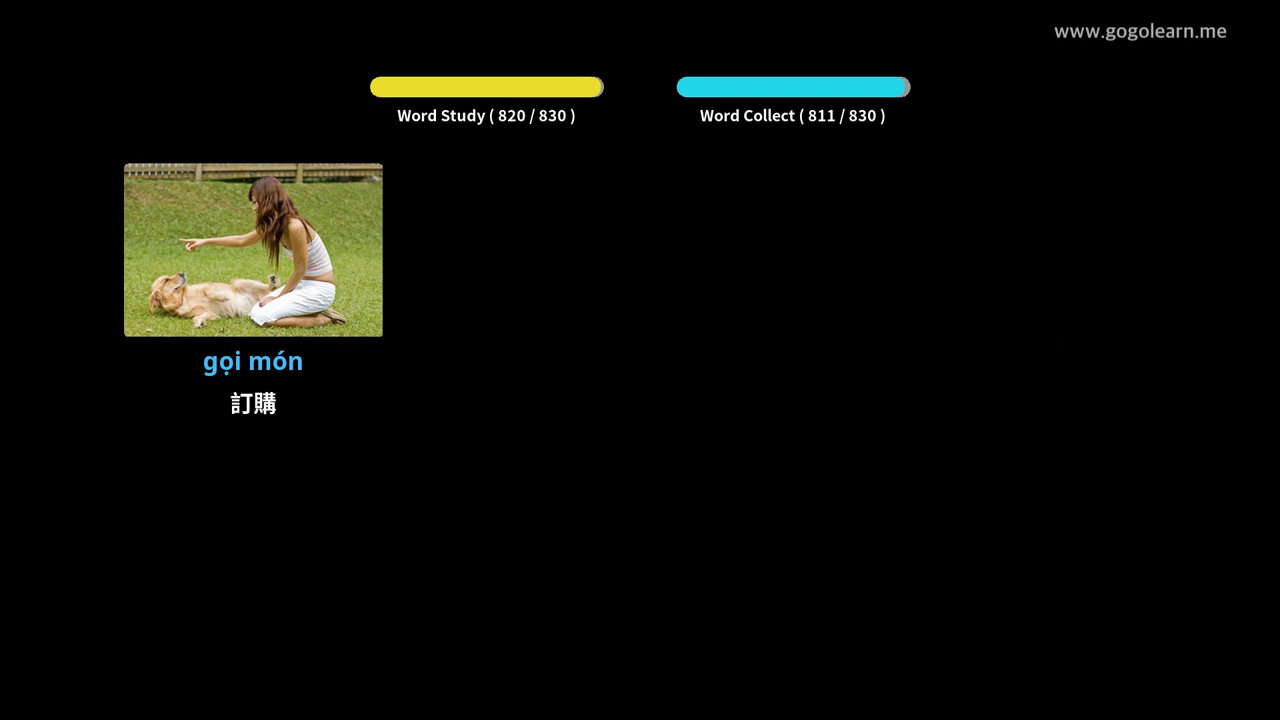 www.gogolearn.me
Word Study ( 820 / 830 )
Word Collect ( 811 / 830 )
gọi món
訂購